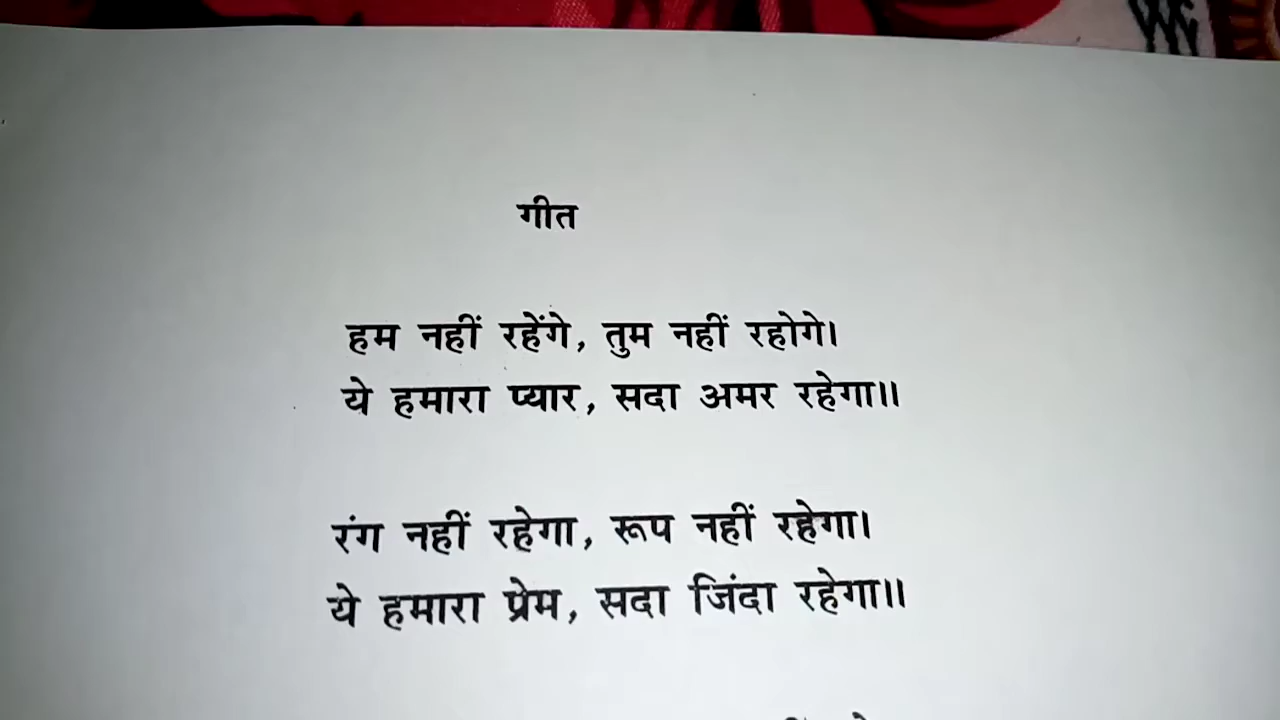 गीत
हम नहीं रहेंगे, तुम नहीं रहोगे।
ये हमारा प्यार, सदा अमर रहेगा।।
रंग नहीं रहेगा, रूप नहीं रहेगा।
ये हमारा प्रेम, सदा जिंदा रहेगा।।